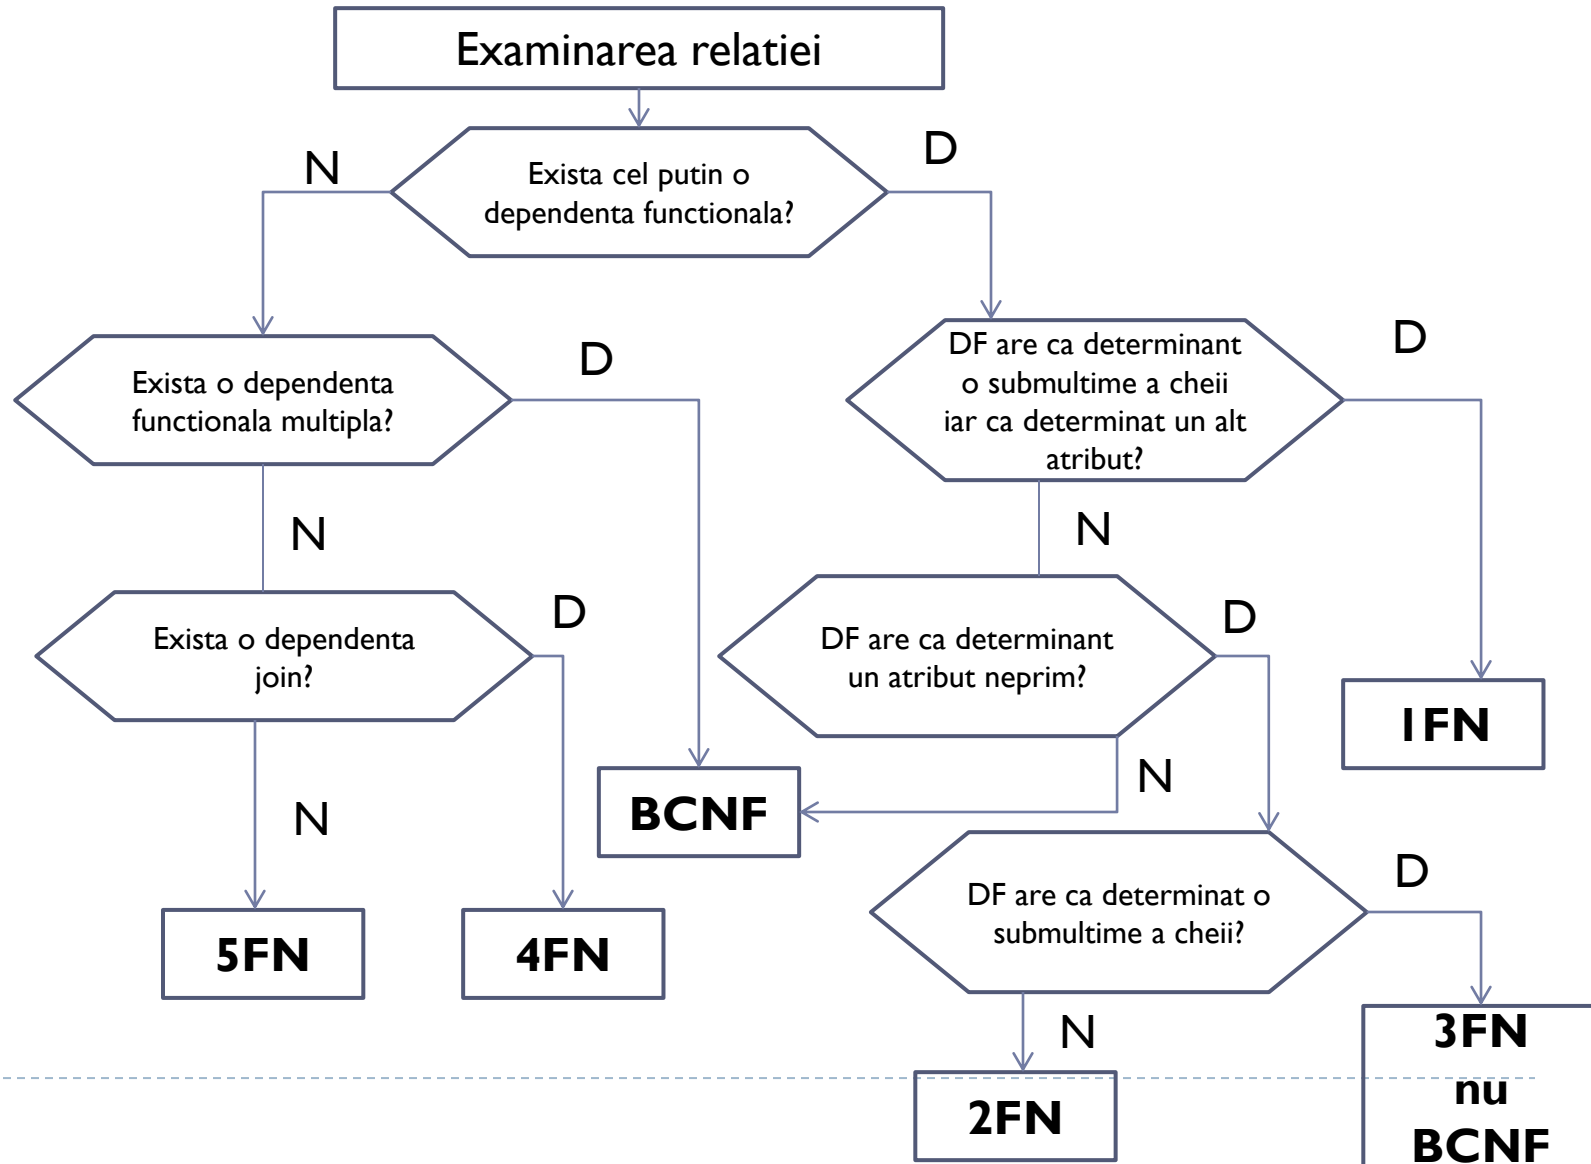 Examinarea relatiei
N
D
Exista cel putin o
dependenta functionala?
D
D
Exista o dependenta
functionala multipla?
DF are ca determinant
o submultime a cheii
iar ca determinat un alt
atribut?
N
N
D
D
Exista o dependenta
join?
DF are ca determinant
un atribut neprim?
1FN
N
N
BCNF
D
DF are ca determinat o
submultime a cheii?
5FN
4FN
N
3FN
nu
BCNF
2FN